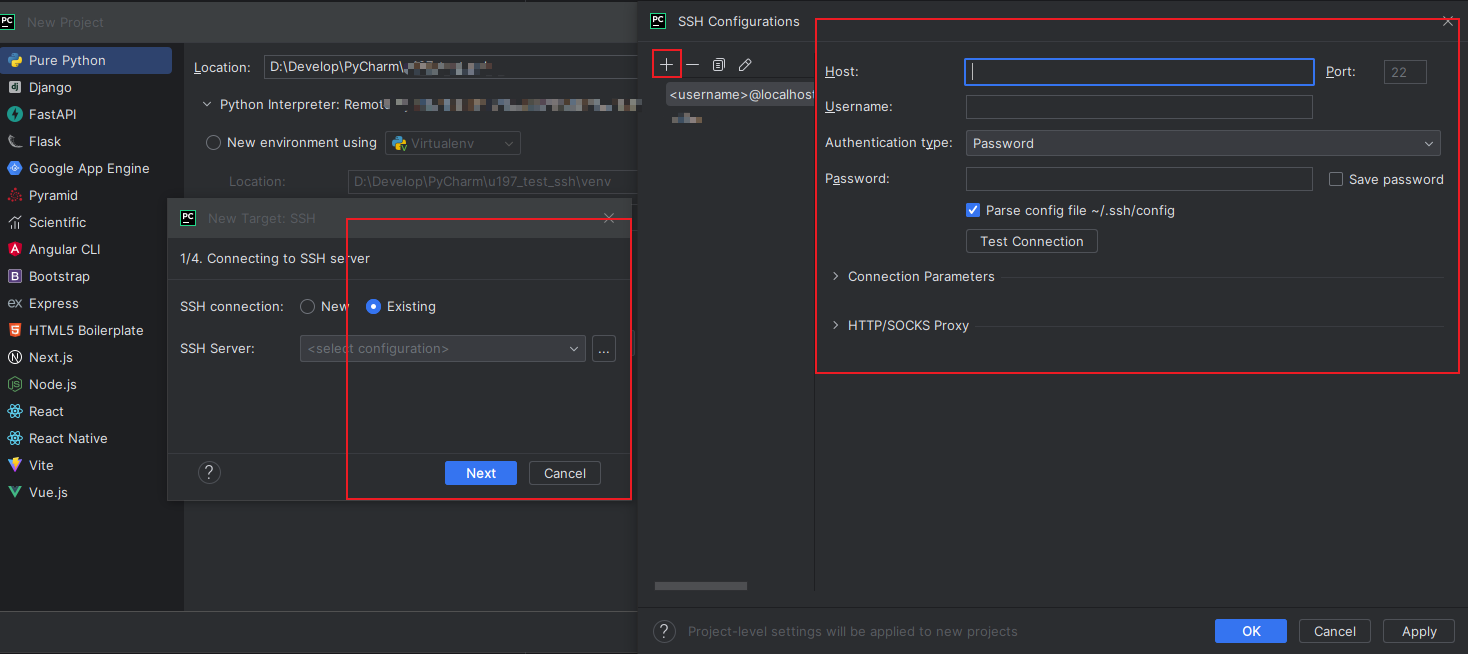 PC New Project
Pure Python
Django
FastAPI
Flask
Google App Engine
Pyramid
Scientific
Angular CLI
Bootstrap
Express
HTML5 Boilerplate
Next.js
Node.js
React
React Native
Vite
Vue.js
Location: D:\Develop\PyCharm\
Python Interpreter: Remote
New environment using Virtualenv
Location: D:\Develop\PyCharm\u197_test_ssh\venv
PC New Target: SSH
1/4. Connecting to SSH server
SSH connection: New Existing
SSH Server: <select configuration> ...
? Next Cancel
PC SSH Configurations
<username>@localhost
Host: Port: 22
Username:
Authentication type: Password
Password: Save password
Parse config file ~/.ssh/config
Test Connection
Connection Parameters
HTTP/SOCKS Proxy
? Project-level settings will be applied to new projects OK Cancel Apply